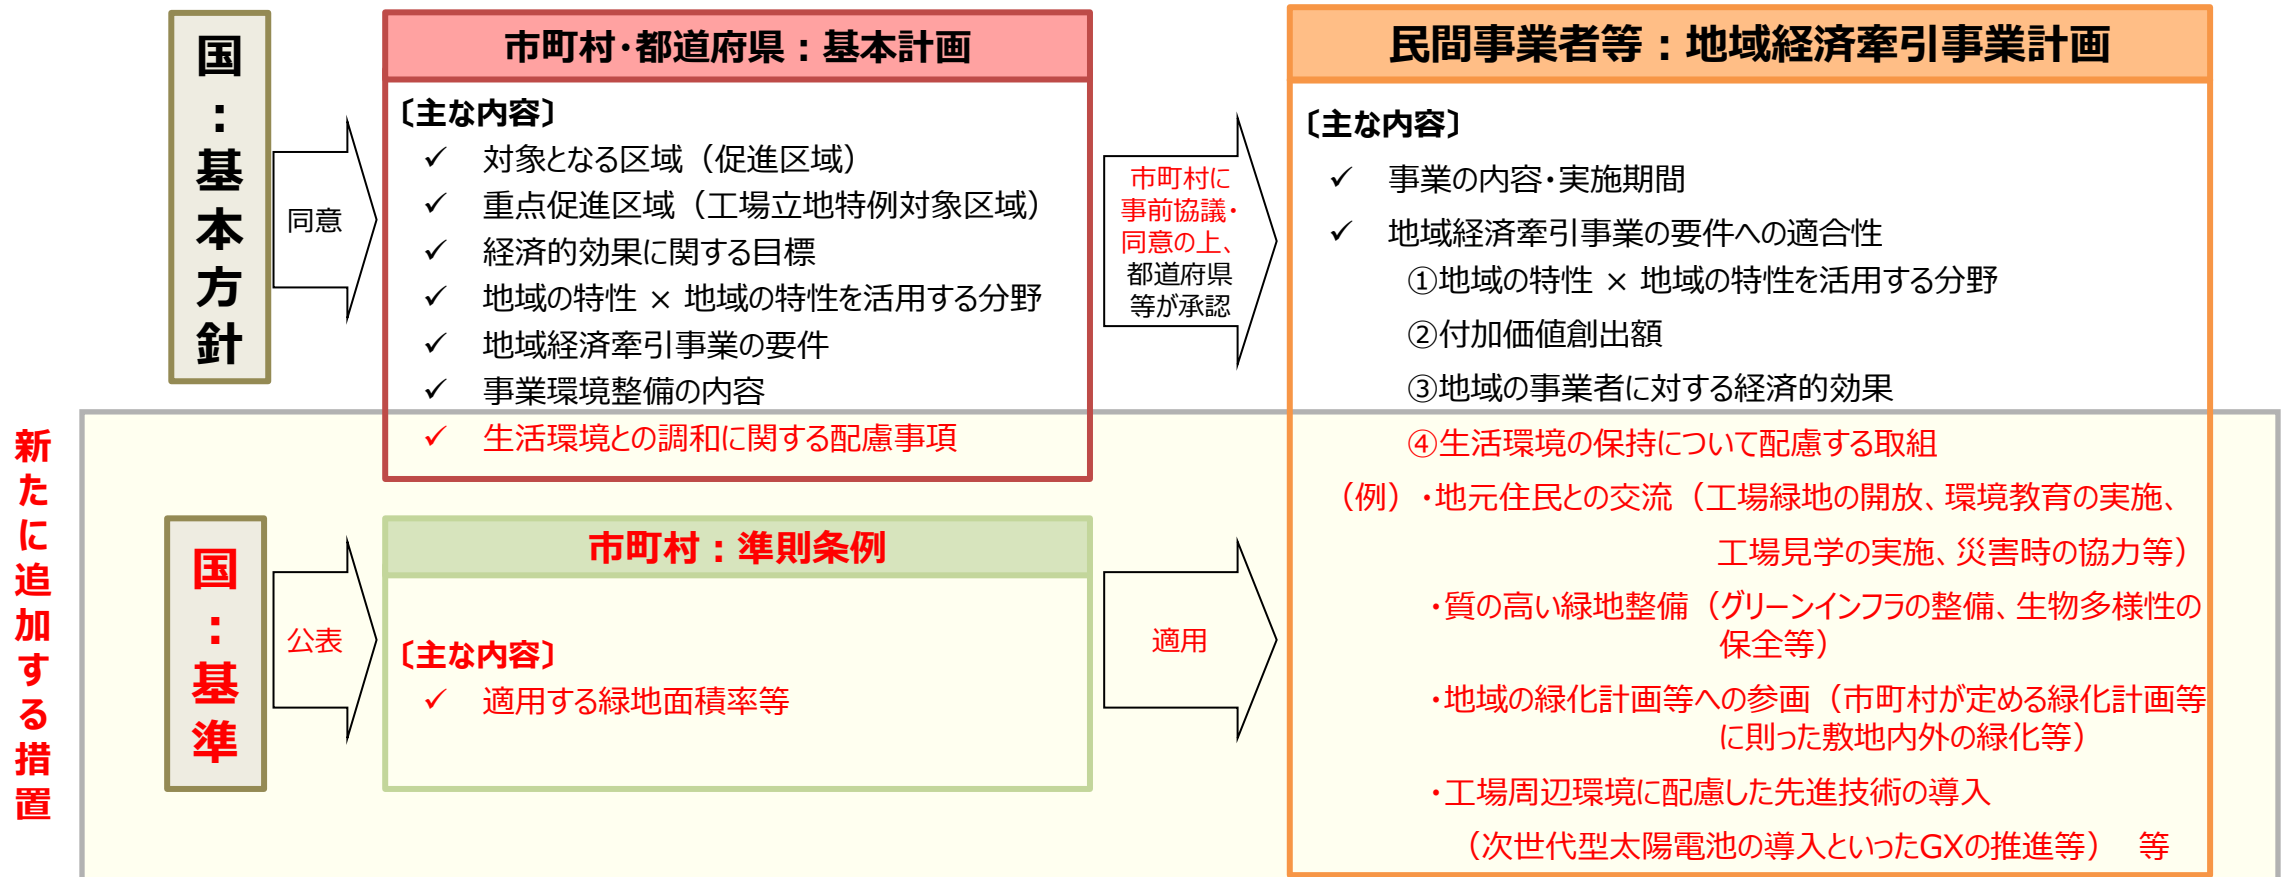 国：基本方針
同意
市町村・都道府県：基本計画
〔主な内容〕
✓ 対象となる区域（促進区域）
✓ 重点促進区域（工場立地特例対象区域）
✓ 経済的効果に関する目標
✓ 地域の特性 × 地域の特性を活用する分野
✓ 地域経済牽引事業の要件
✓ 事業環境整備の内容
✓ 生活環境との調和に関する配慮事項
市町村に
事前協議・
同意の上、
都道府県
等が承認
民間事業者等：地域経済牽引事業計画
〔主な内容〕
✓ 事業の内容・実施期間
✓ 地域経済牽引事業の要件への適合性
①地域の特性 × 地域の特性を活用する分野
②付加価値創出額
③地域の事業者に対する経済的効果
④生活環境の保持について配慮する取組
（例）・地元住民との交流（工場緑地の開放、環境教育の実施、
工場見学の実施、災害時の協力等）
・質の高い緑地整備（グリーンインフラの整備、生物多様性の
保全等）
・地域の緑化計画等への参画（市町村が定める緑化計画等
に則った敷地内外の緑化等）
・工場周辺環境に配慮した先進技術の導入
（次世代型太陽電池の導入といったGXの推進等） 等
新たに追加する措置
国：基準
公表
市町村：準則条例
〔主な内容〕
✓ 適用する緑地面積率等
適用